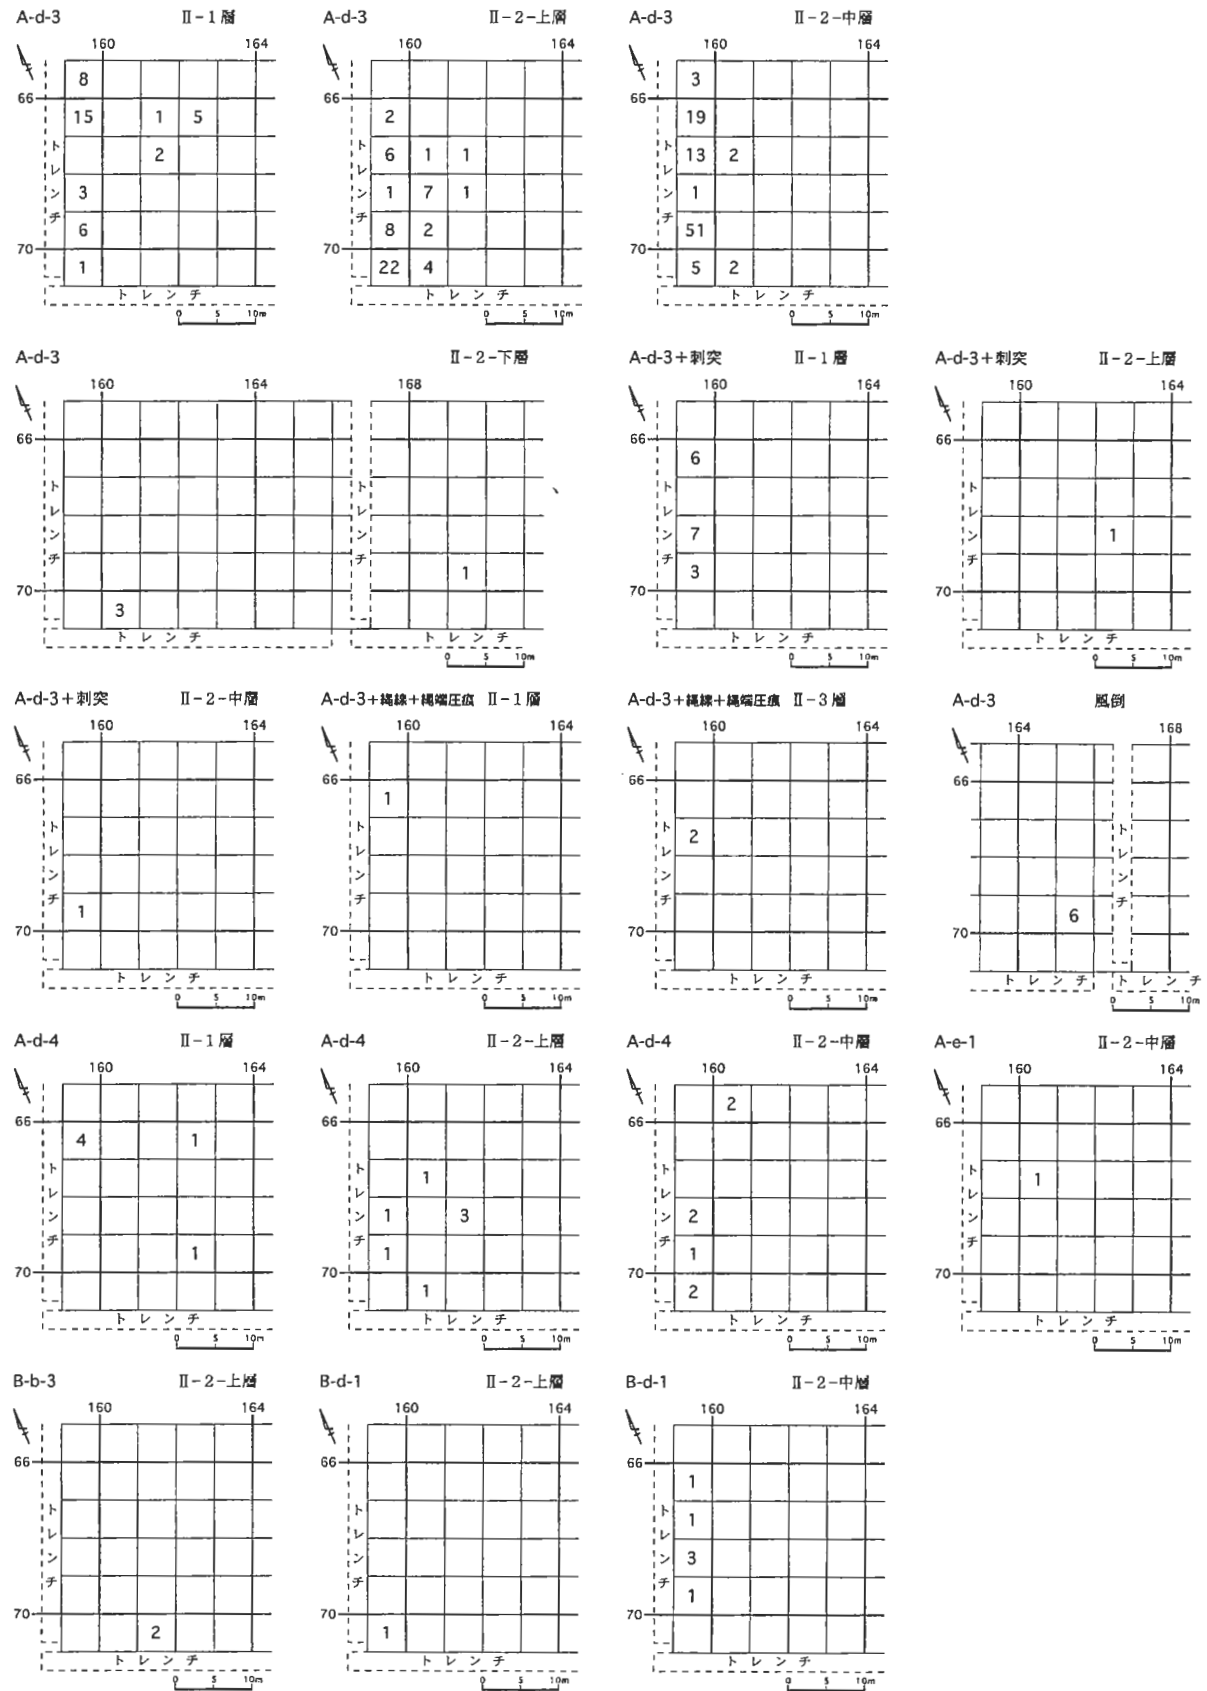 A-d-3 Ⅱ-1層
160 164
8
66
15 1 5
2
3
6
70
1
トレンチ
トレンチ
0 5 10m
A-d-3 Ⅱ-2-上層
160 164
66
2
6 1 1
1 7 1
8 2
70
22 4
トレンチ
トレンチ
0 5 10m
A-d-3 Ⅱ-2-中層
160 164
3
66
19
13 2
1
51
70
5 2
トレンチ
トレンチ
0 5 10m
A-d-3 Ⅱ-2-下層
160 164 168
66
1
70
3
トレンチ
トレンチ
トレンチ
トレンチ
0 5 10m
A-d-3+刺突 Ⅱ-1層
160 164
66
6
7
3
70
トレンチ
トレンチ
0 5 10m
A-d-3+刺突 Ⅱ-2-上層
160 164
66
1
70
トレンチ
トレンチ
0 5 10m
A-d-3+刺突 Ⅱ-2-中層
160 164
66
1
70
トレンチ
トレンチ
0 5 10m
A-d-3+縄線+縄端圧痕 Ⅱ-1層
160 164
66
1
70
トレンチ
トレンチ
0 5 10m
A-d-3+縄線+縄端圧痕 Ⅱ-3層
160 164
66
2
70
トレンチ
トレンチ
0 5 10m
A-d-3 風倒
164 168
66
6
70
トレンチ
トレンチ
トレンチ
0 5 10m
A-d-4 Ⅱ-1層
160 164
66
4 1
1
70
トレンチ
トレンチ
0 5 10m
A-d-4 Ⅱ-2-上層
160 164
66
1
1 3
1
70
1
トレンチ
トレンチ
0 5 10m
A-d-4 Ⅱ-2-中層
160 164
2
66
2
1
70
2
トレンチ
トレンチ
0 5 10m
A-e-1 Ⅱ-2-中層
160 164
66
1
70
トレンチ
トレンチ
0 5 10m
B-b-3 Ⅱ-2-上層
160 164
66
70
2
トレンチ
トレンチ
0 5 10m
B-d-1 Ⅱ-2-上層
160 164
66
70
1
トレンチ
トレンチ
0 5 10m
B-d-1 Ⅱ-2-中層
160 164
66
1
1
3
1
70
トレンチ
トレンチ
0 5 10m